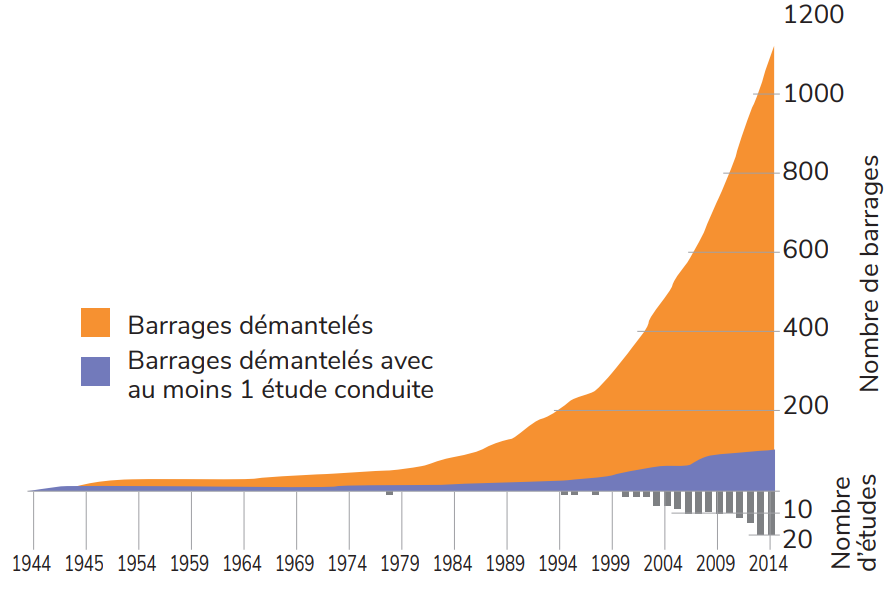 1200
1000
800
600
400
200
Nombre de barrages
Barrages démantelés
Barrages démantelés avec
au moins 1 étude conduite
10
20
Nombre
d'études
1944 1945 1954 1959 1964 1969 1974 1979 1984 1989 1994 1999 2004 2009 2014